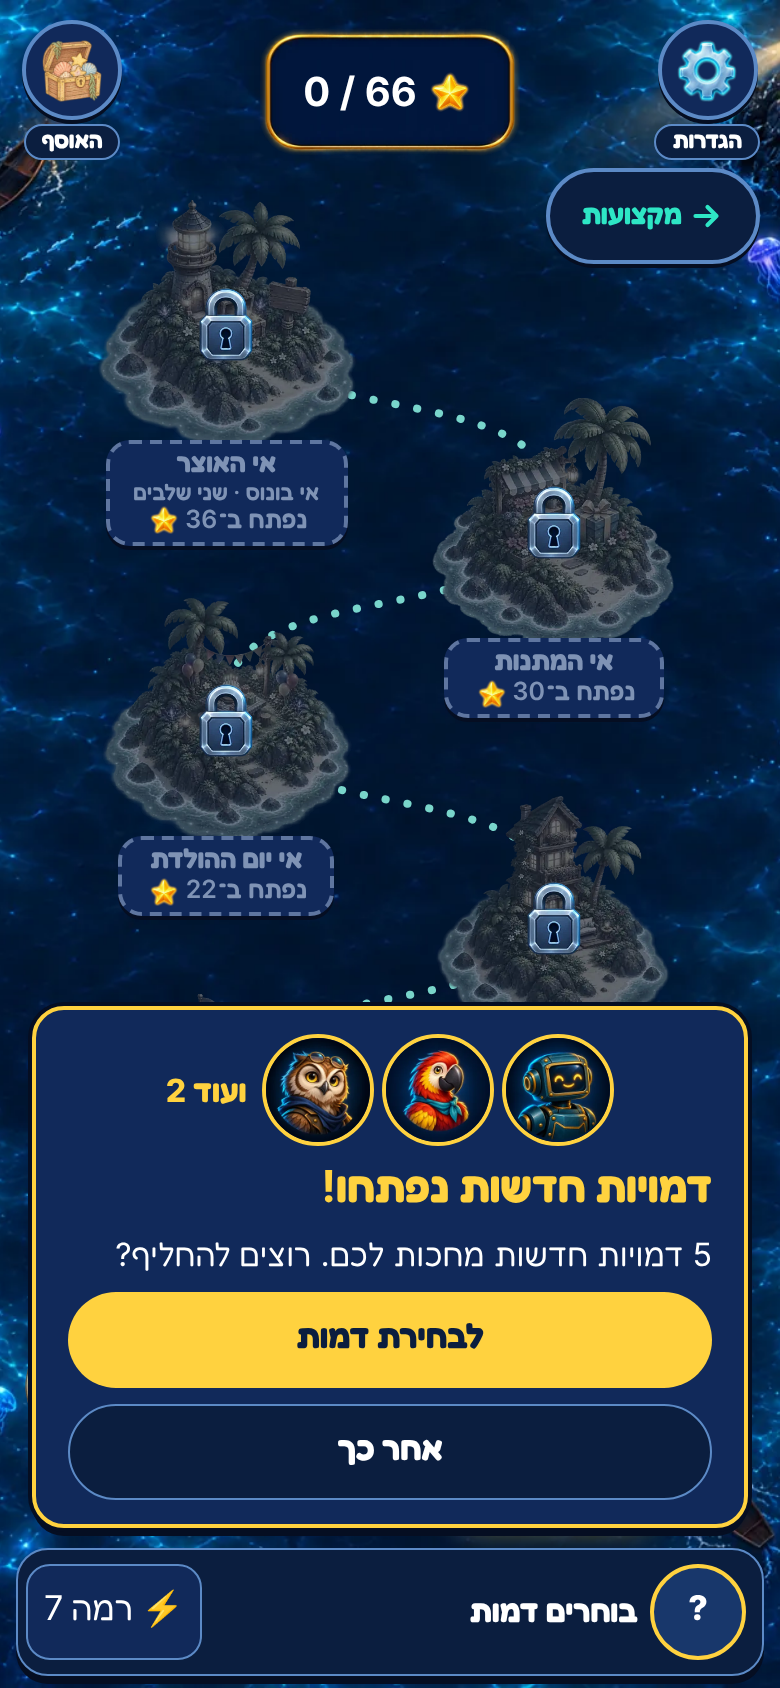 0 / 66
הגדרות
האוסף
מקצועות
אי האוצר
אי בונוס · שני שלבים
נפתח ב־36
אי המתנות
נפתח ב־30
אי יום ההולדת
נפתח ב־22
ועוד 2
דמויות חדשות נפתחו!
5 דמויות חדשות מחכות לכם. רוצים להחליף?
לבחירת דמות
אחר כך
?
בוחרים דמות
רמה 7